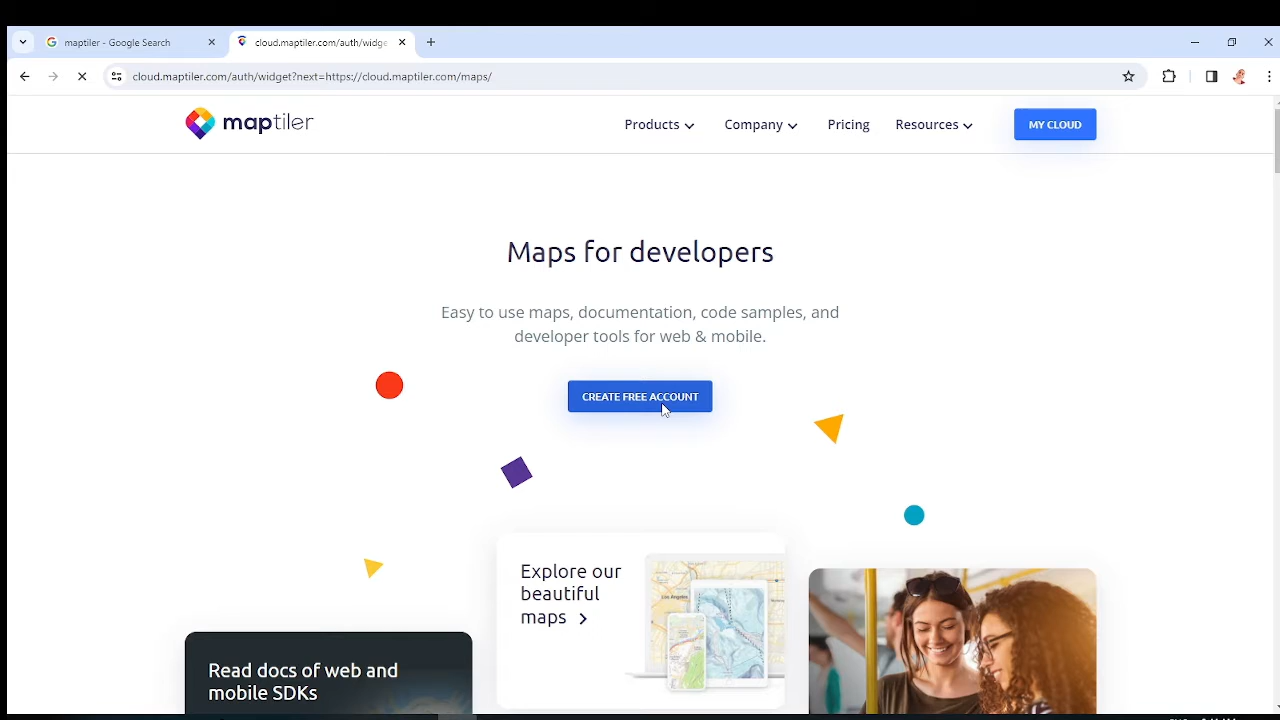 maptiler - Google Search
cloud.maptiler.com/auth/widge
cloud.maptiler.com/auth/widget?next=https://cloud.maptiler.com/maps/
maptiler
Products
Company
Pricing
Resources
MY CLOUD
Maps for developers
Easy to use maps, documentation, code samples, and
developer tools for web & mobile.
CREATE FREE ACCOUNT
Explore our
beautiful
maps
Los Angeles
Read docs of web and
mobile SDKs